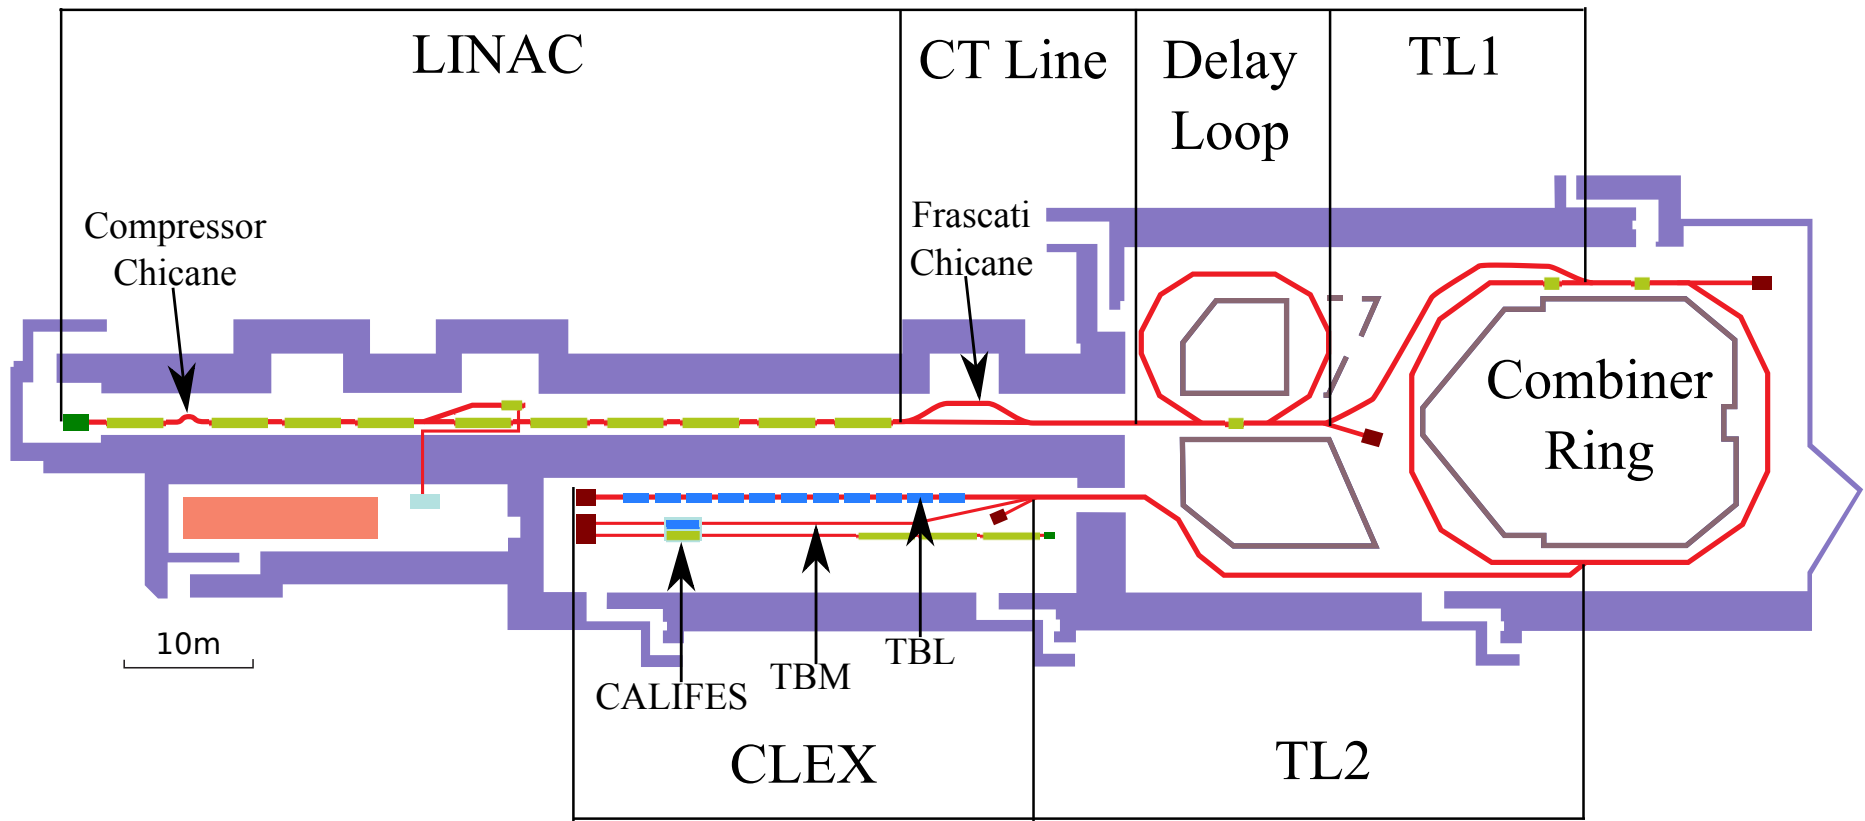 LINAC
CT Line
Delay
Loop
TL1
Compressor
Chicane
Frascati
Chicane
Combiner
Ring
10m
CALIFES
TBM
TBL
CLEX
TL2